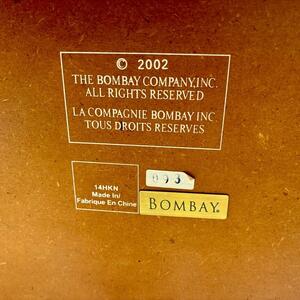 © 2002
THE BOMBAY COMPANY, INC.
ALL RIGHTS RESERVED
LA COMPAGNIE BOMBAY INC
TOUS DROITS RESERVES
093
14HKN
Made In/
Fabrique En Chine
BOMBAY®